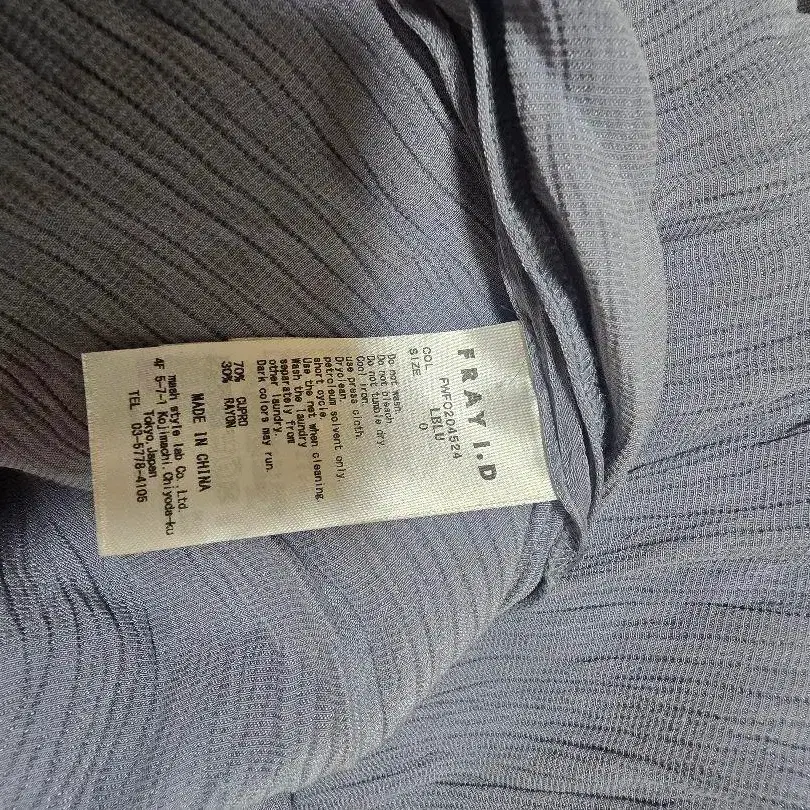 FRAY I.D
FWFO204524
COL LBLU
SIZE 0
Do not wash.
Do not bleach.
Do not tumble dry
Cool iron.
use press cloth.
Dryclean.
petroleum solvent only.
short cycle.
Use the net when cleaning
Wash the laundry
separately from
other laundry.
Dark colors may run.
70% CUPRO
30% RAYON
MADE IN CHINA
mash style lab Co.,Ltd.
4F 5-7-1 Kojimachi,Chiyoda-ku
Tokyo,Japan
TEL 03-5778-4106